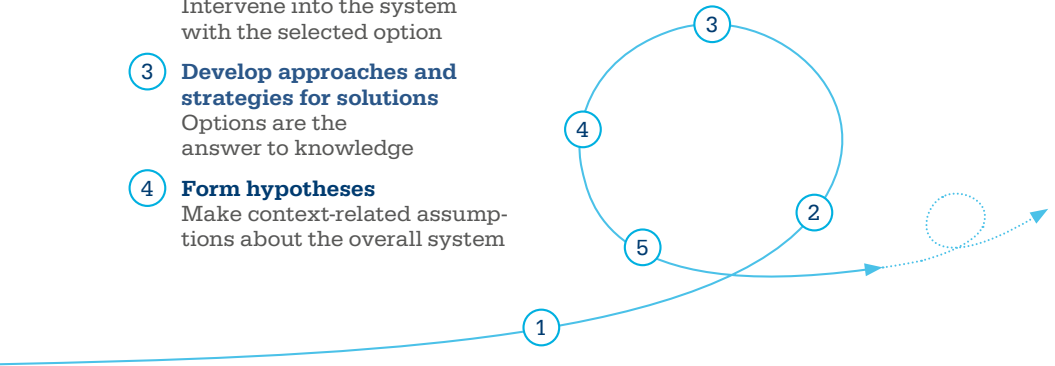 Intervene into the system
with the selected option
3 Develop approaches and
strategies for solutions
Options are the
answer to knowledge
4 Form hypotheses
Make context-related assump-
tions about the overall system
3
4
2
5
1